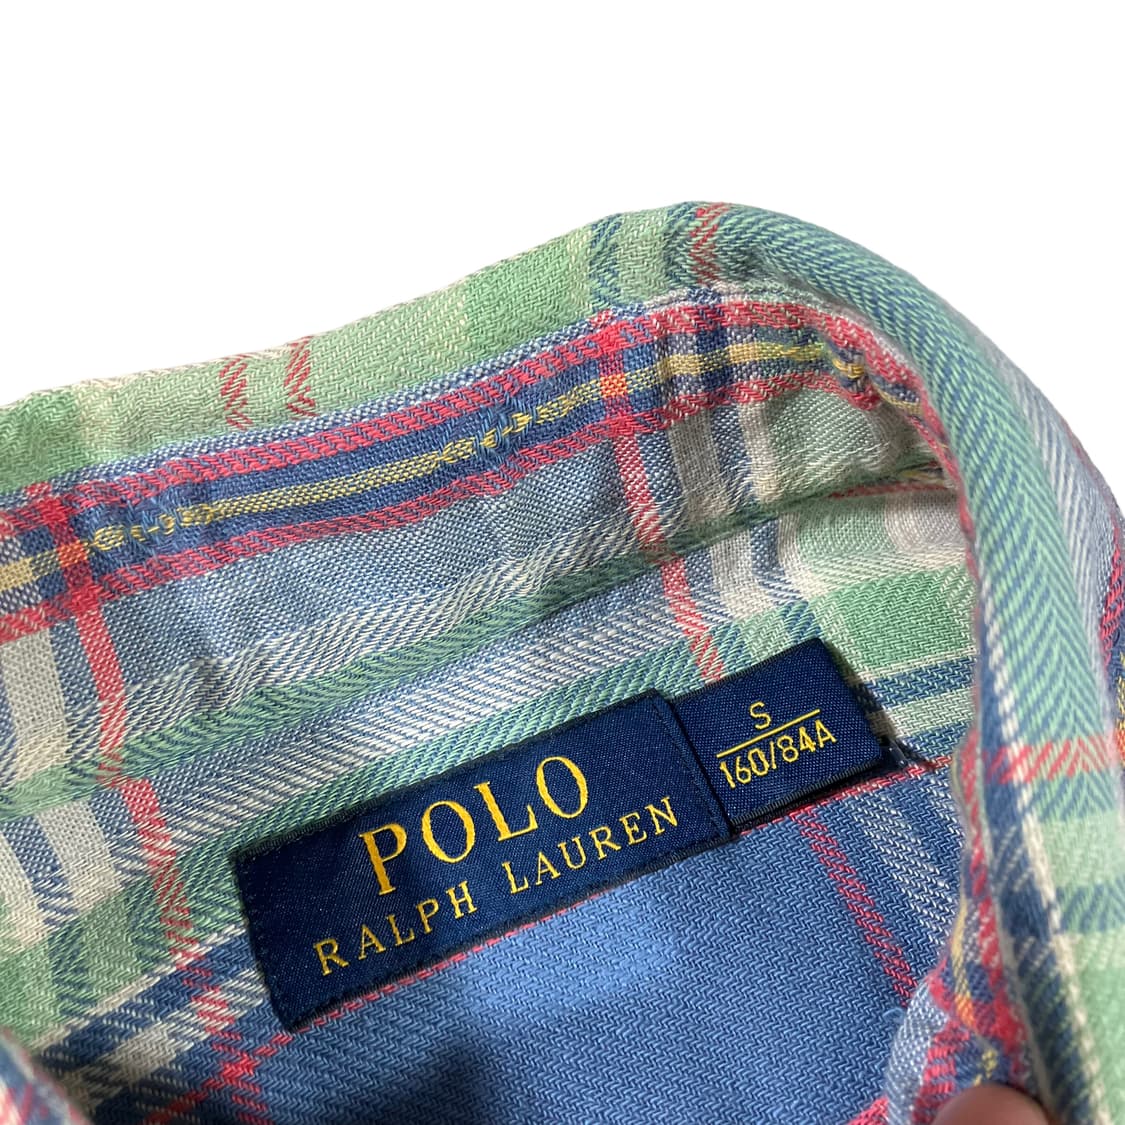 POLO
RALPH LAUREN
S
160/84A